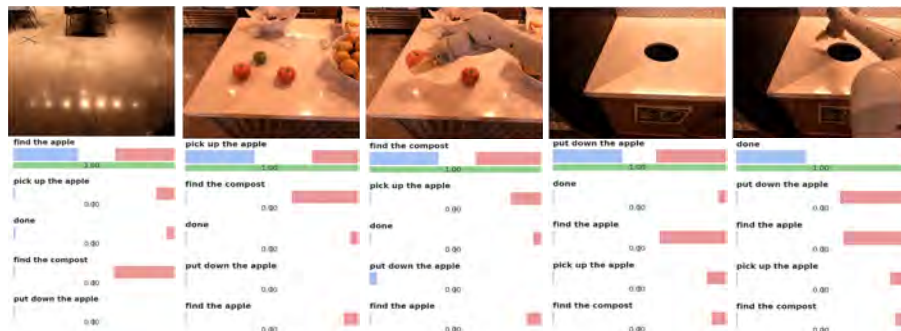 find the apple
1.00
pick up the apple
0.00
done
0.00
find the compost
0.00
put down the apple
0.00
pick up the apple
1.00
find the compost
0.00
done
0.00
put down the apple
0.00
find the apple
0.00
find the compost
1.00
pick up the apple
0.00
done
0.00
put down the apple
0.00
find the apple
0.00
put down the apple
1.00
done
0.00
find the apple
0.00
pick up the apple
0.00
find the compost
0.00
done
1.00
put down the apple
0.00
find the apple
0.00
pick up the apple
0.00
find the compost
0.00